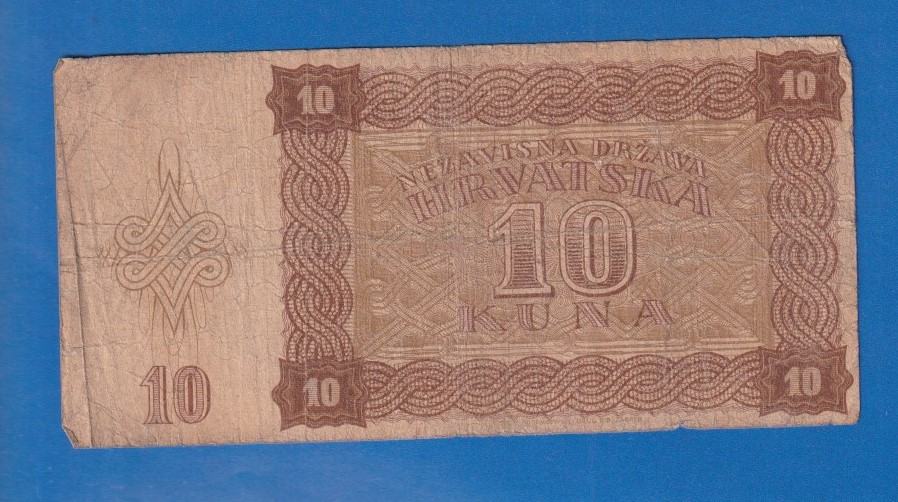 10 10
NEZAVISNA DRŽAVA
HRVATSKA
10
KUNA
10 10 10